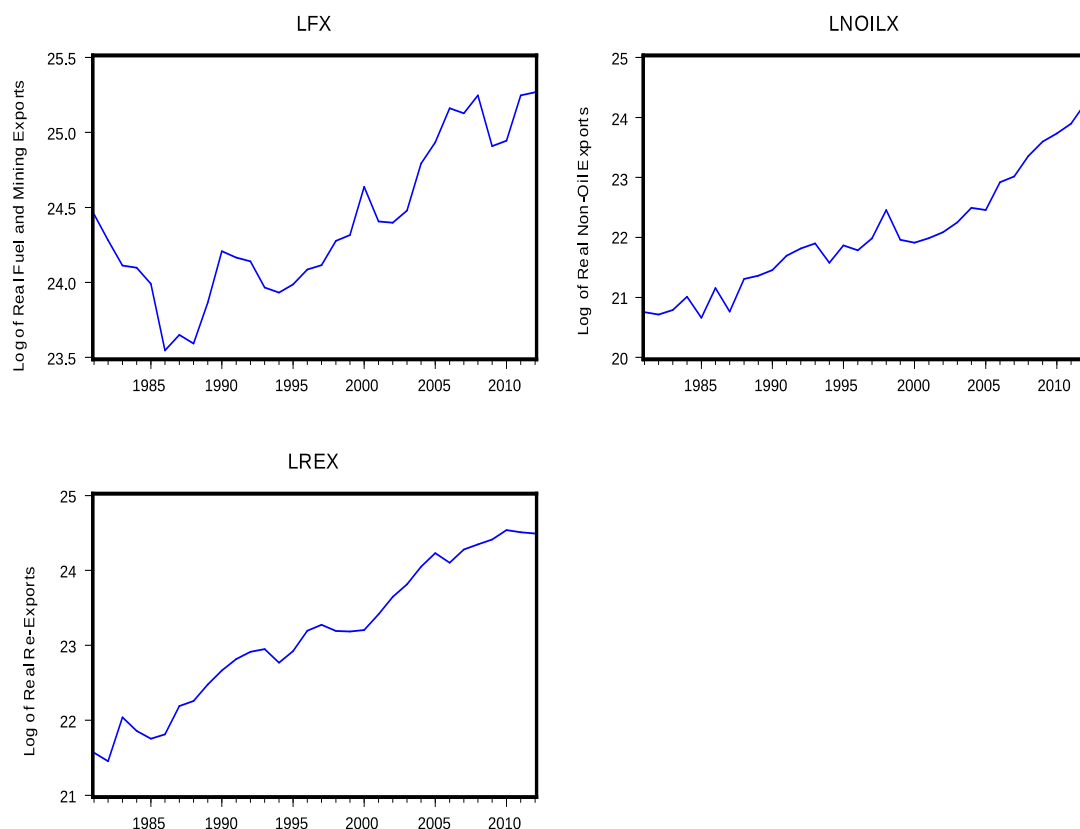 LFX
Log of Real Fuel and Mining Exports
25.5
25.0
24.5
24.0
23.5
1985 1990 1995 2000 2005 2010
LNOILX
Log of Real Non-Oil Exports
25
24
23
22
21
20
1985 1990 1995 2000 2005 2010
LREX
Log of Real Re-Exports
25
24
23
22
21
1985 1990 1995 2000 2005 2010